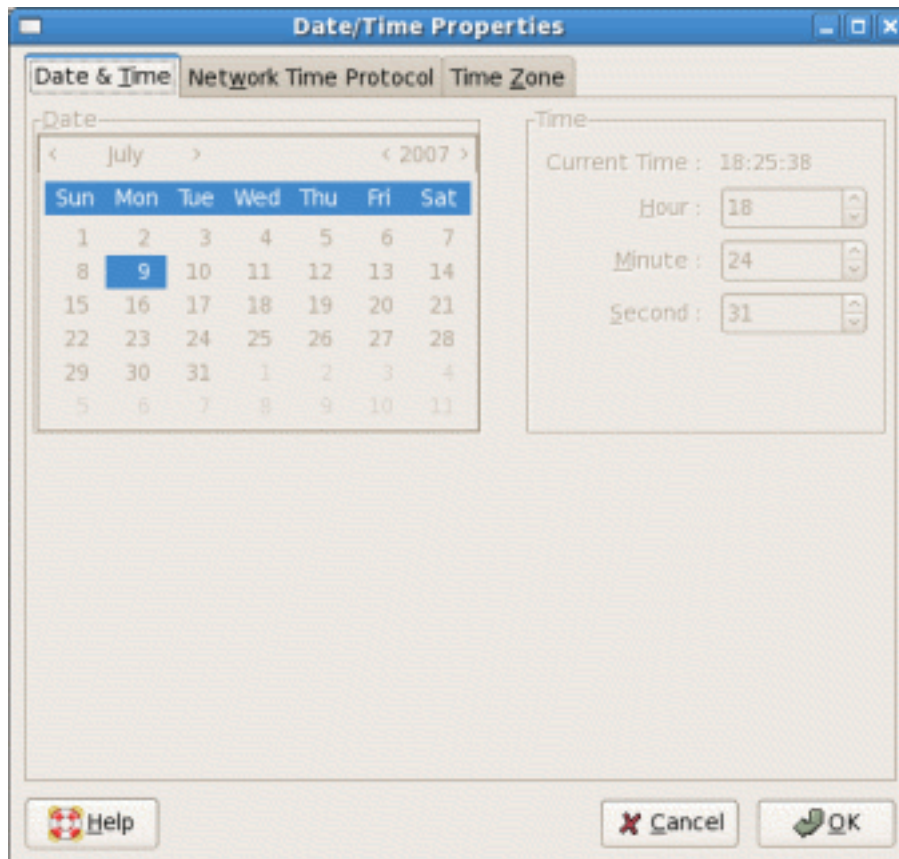 Date/Time Properties
Date & Time Network Time Protocol Time Zone
Date
< July > < 2007 >
Sun Mon Tue Wed Thu Fri Sat
1 2 3 4 5 6 7
8 9 10 11 12 13 14
15 16 17 18 19 20 21
22 23 24 25 26 27 28
29 30 31 1 2 3 4
5 6 7 8 9 10 11
Time
Current Time : 18:25:38
Hour : 18
Minute : 24
Second : 31
Help Cancel OK